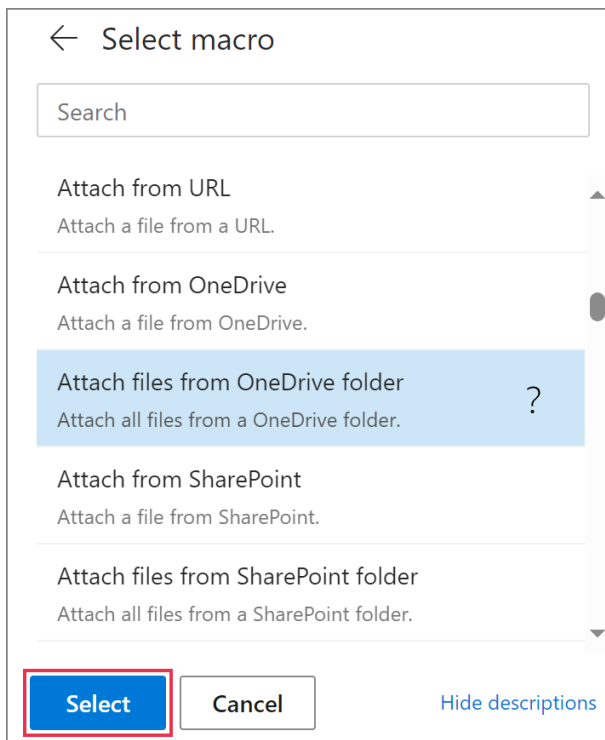 Select macro
Search
Attach from URL
Attach a file from a URL.
Attach from OneDrive
Attach a file from OneDrive.
Attach files from OneDrive folder
?
Attach all files from a OneDrive folder.
Attach from SharePoint
Attach a file from SharePoint.
Attach files from SharePoint folder
Attach all files from a SharePoint folder.
Select Cancel Hide descriptions